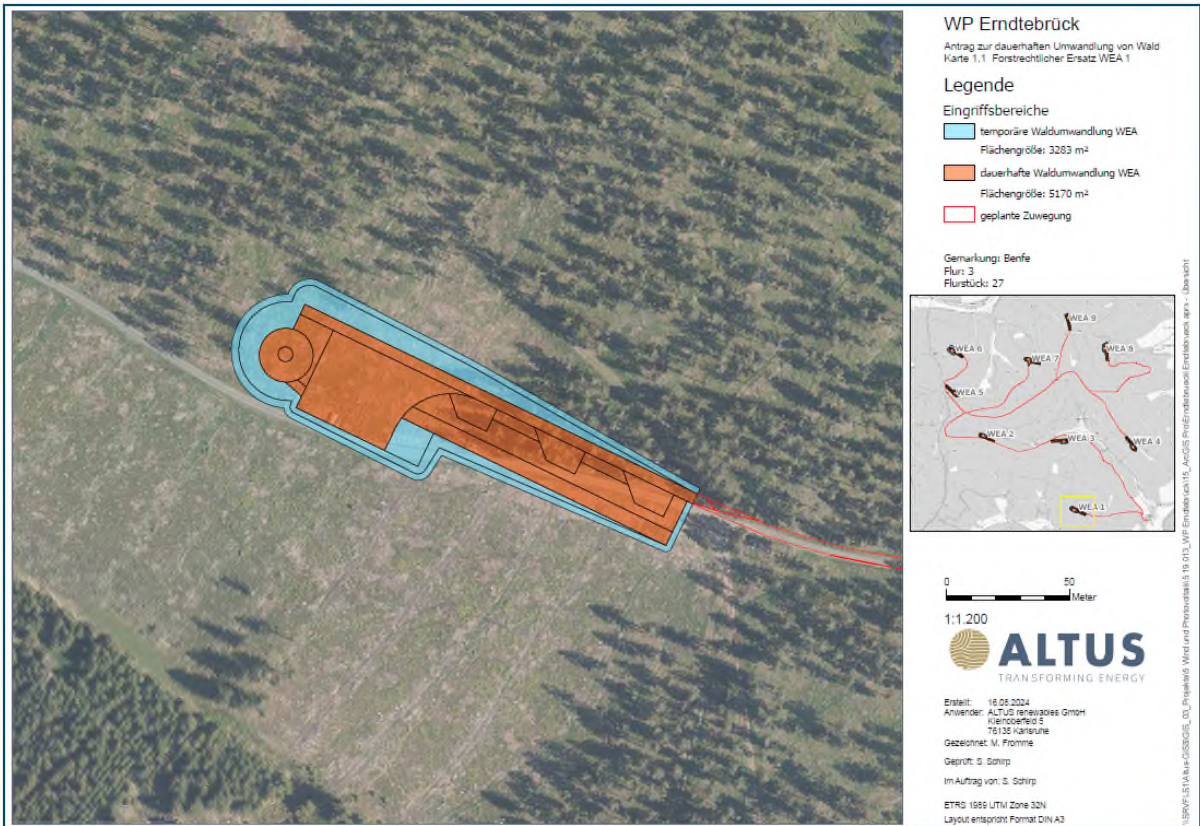 WP Erndtebrück
Antrag zur dauerhaften Umwandlung von Wald
Karte 1.1 Forstrechtlicher Ersatz WEA 1
Legende
Eingriffsbereiche
temporäre Waldumwandlung WEA
Flächengröße: 3283 m²
dauerhafte Waldumwandlung WEA
Flächengröße: 5170 m²
geplante Zuwegung
Gemarkung: Benfe
Flur: 3
Flurstück: 27
WEA 9
WEA 6
WEA 7
WEA 8
WEA 5
WEA 2
WEA 3
WEA 4
WEA 1
0 50
Meter
1:1.200
ALTUS
TRANSFORMING ENERGY
Erstellt: 16.05.2024
Anwender: ALTUS renewables GmbH
Kleinoberfeld 5
76135 Karlsruhe
Gezeichnet: M. Fromme
Geprüft: S. Schirp
Im Auftrag von: S. Schirp
ETRS 1989 UTM Zone 32N
Layout entspricht Format DIN A3